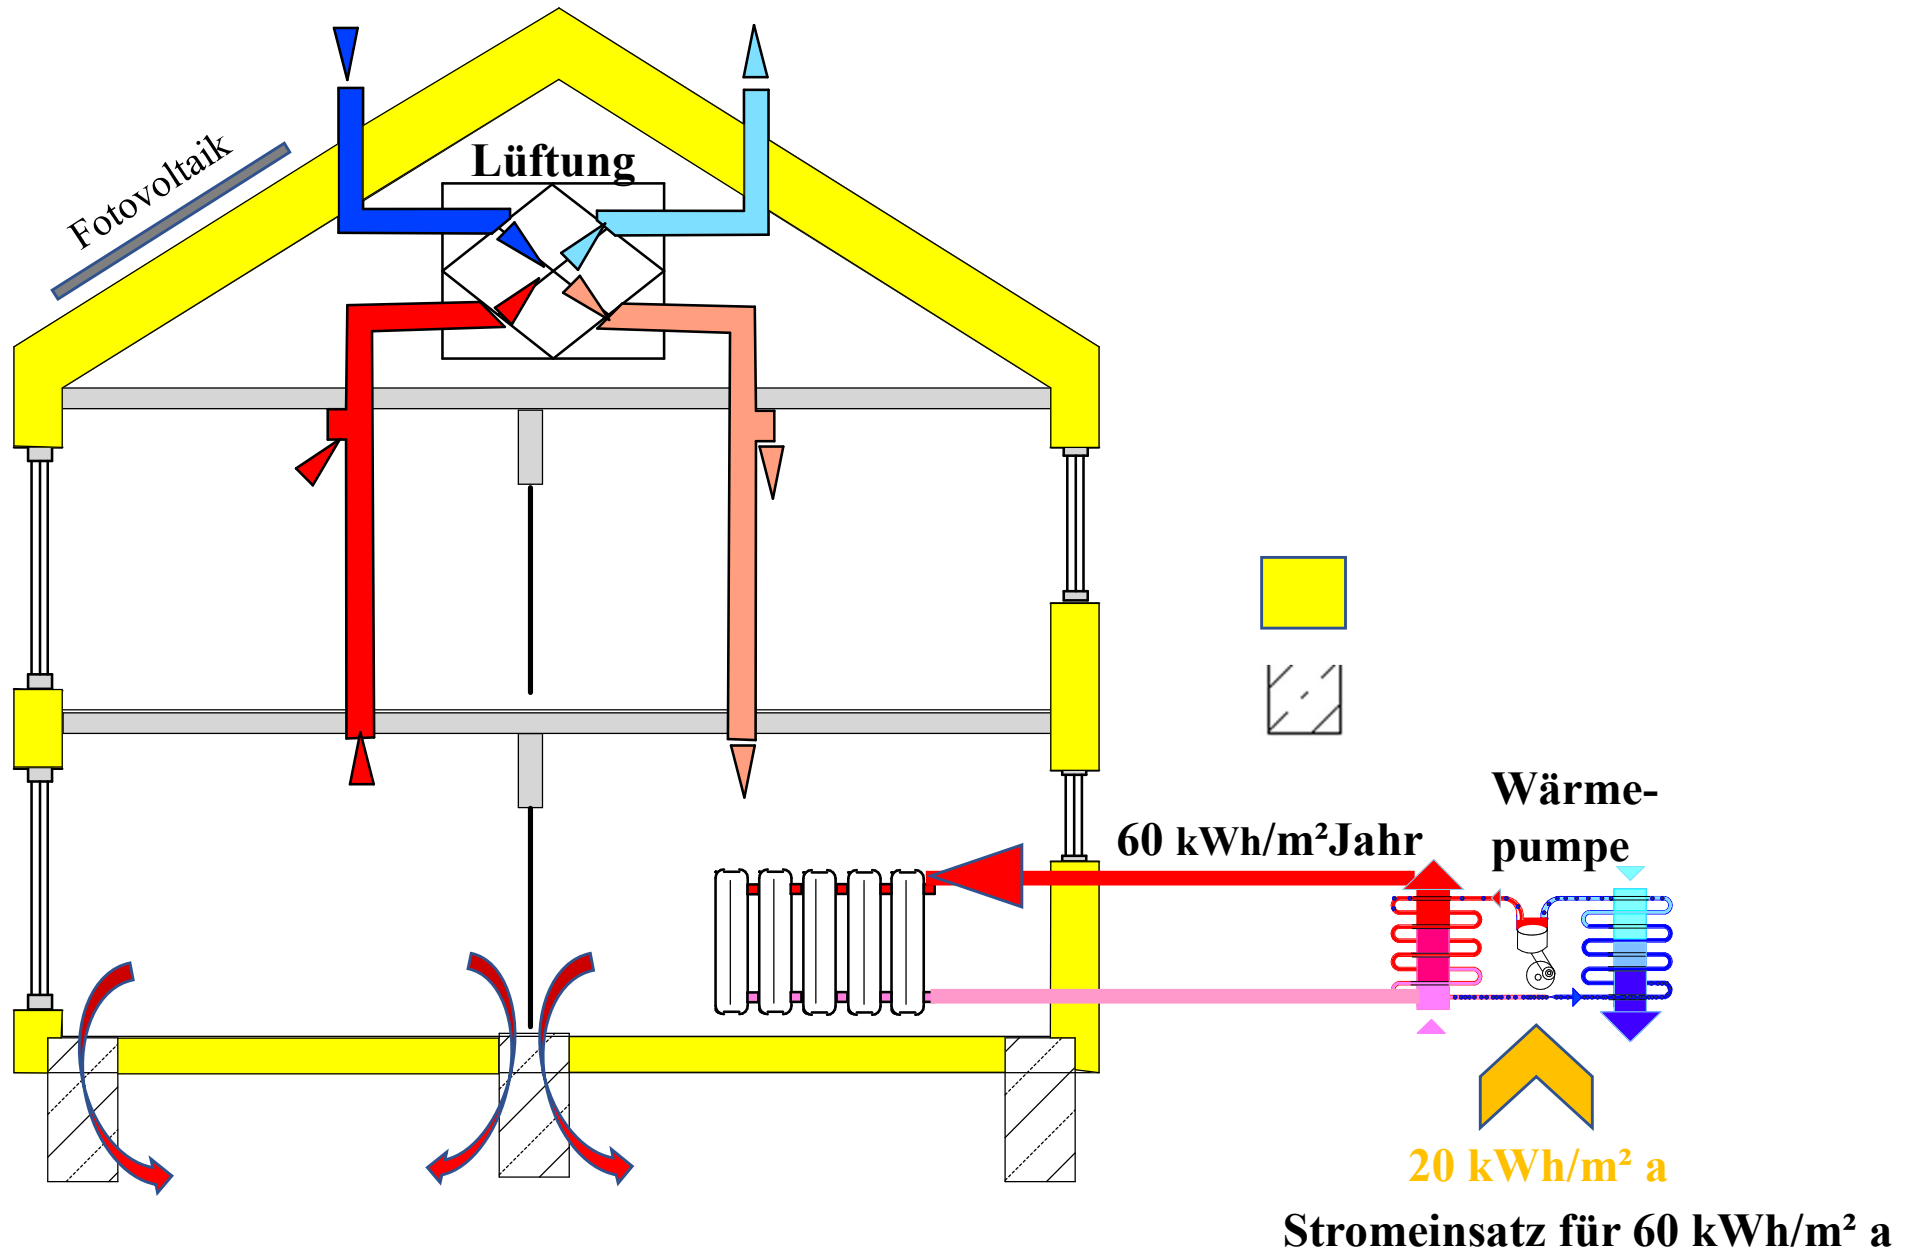 Lüftung
Fotovoltaik
Wärme-
pumpe
60 kWh/m²Jahr
20 kWh/m² a
Stromeinsatz für 60 kWh/m² a